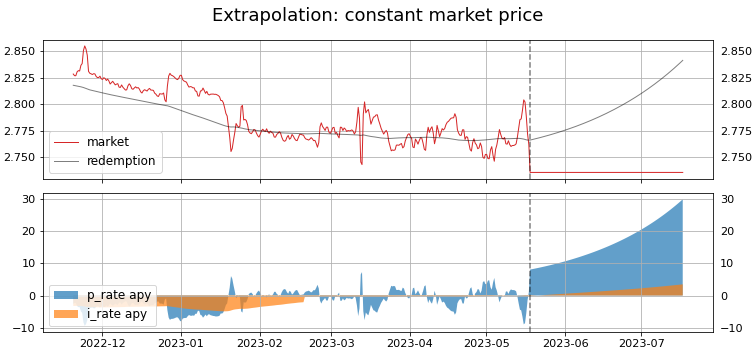 Extrapolation: constant market price
2.850 2.850
2.825 2.825
2.800 2.800
2.775 2.775
2.750 2.750
market
redemption
30 30
20 20
10 10
0 0
−10 −10
p_rate apy
i_rate apy
2022-12 2023-01 2023-02 2023-03 2023-04 2023-05 2023-06 2023-07